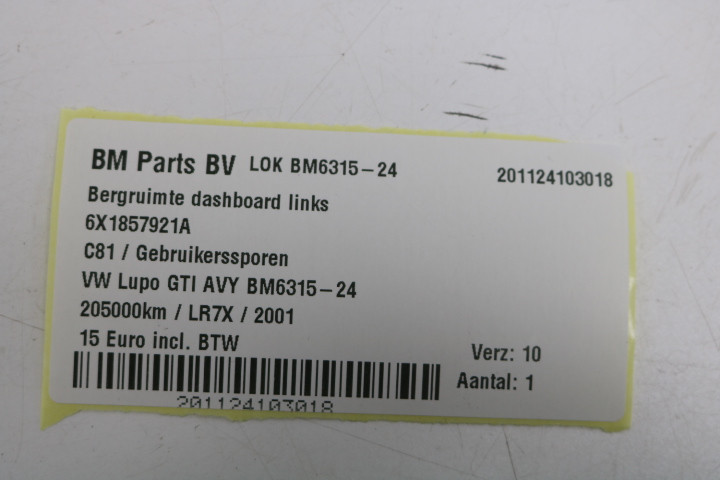 BM Parts BV LOK BM6315-24 201124103018
Bergruimte dashboard links
6X1857921A
C81 / Gebruikerssporen
VW Lupo GTI AVY BM6315-24
205000km / LR7X / 2001
15 Euro incl. BTW
Verz: 10
Aantal: 1
201124103018